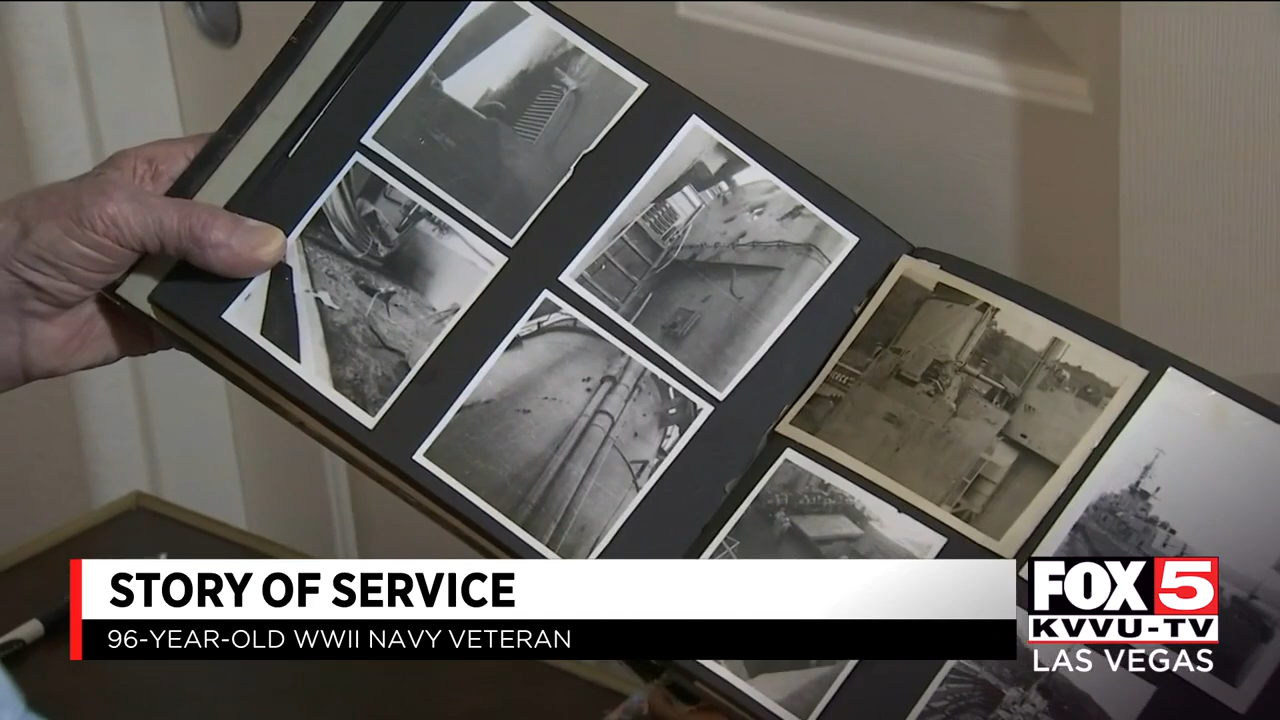 STORY OF SERVICE
96-YEAR-OLD WWII NAVY VETERAN
FOX 5
KVVU-TV
LAS VEGAS